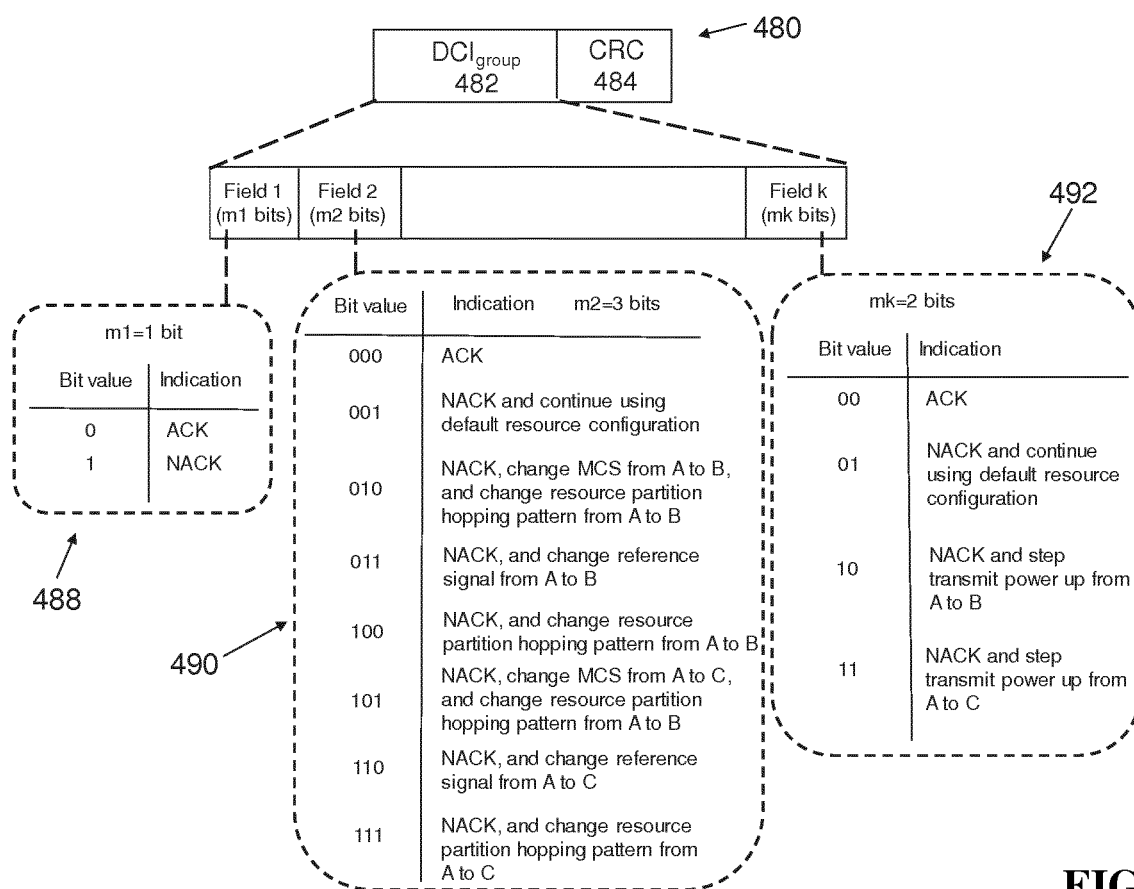 480
DCIgroup
482
CRC
484
Field 1
(m1 bits)
Field 2
(m2 bits)
Field k
(mk bits)
492
m1=1 bit
Bit value Indication
0 ACK
1 NACK
488
Bit value Indication m2=3 bits
000 ACK
001 NACK and continue using
default resource configuration
010 NACK, change MCS from A to B,
and change resource partition
hopping pattern from A to B
011 NACK, and change reference
signal from A to B
100 NACK, and change resource
partition hopping pattern from A to B
101 NACK, change MCS from A to C,
and change resource partition
hopping pattern from A to B
110 NACK, and change reference
signal from A to C
111 NACK, and change resource
partition hopping pattern from
A to C
490
mk=2 bits
Bit value Indication
00 ACK
01 NACK and continue
using default resource
configuration
10 NACK and step
transmit power up from
A to B
11 NACK and step
transmit power up from
A to C
FIG